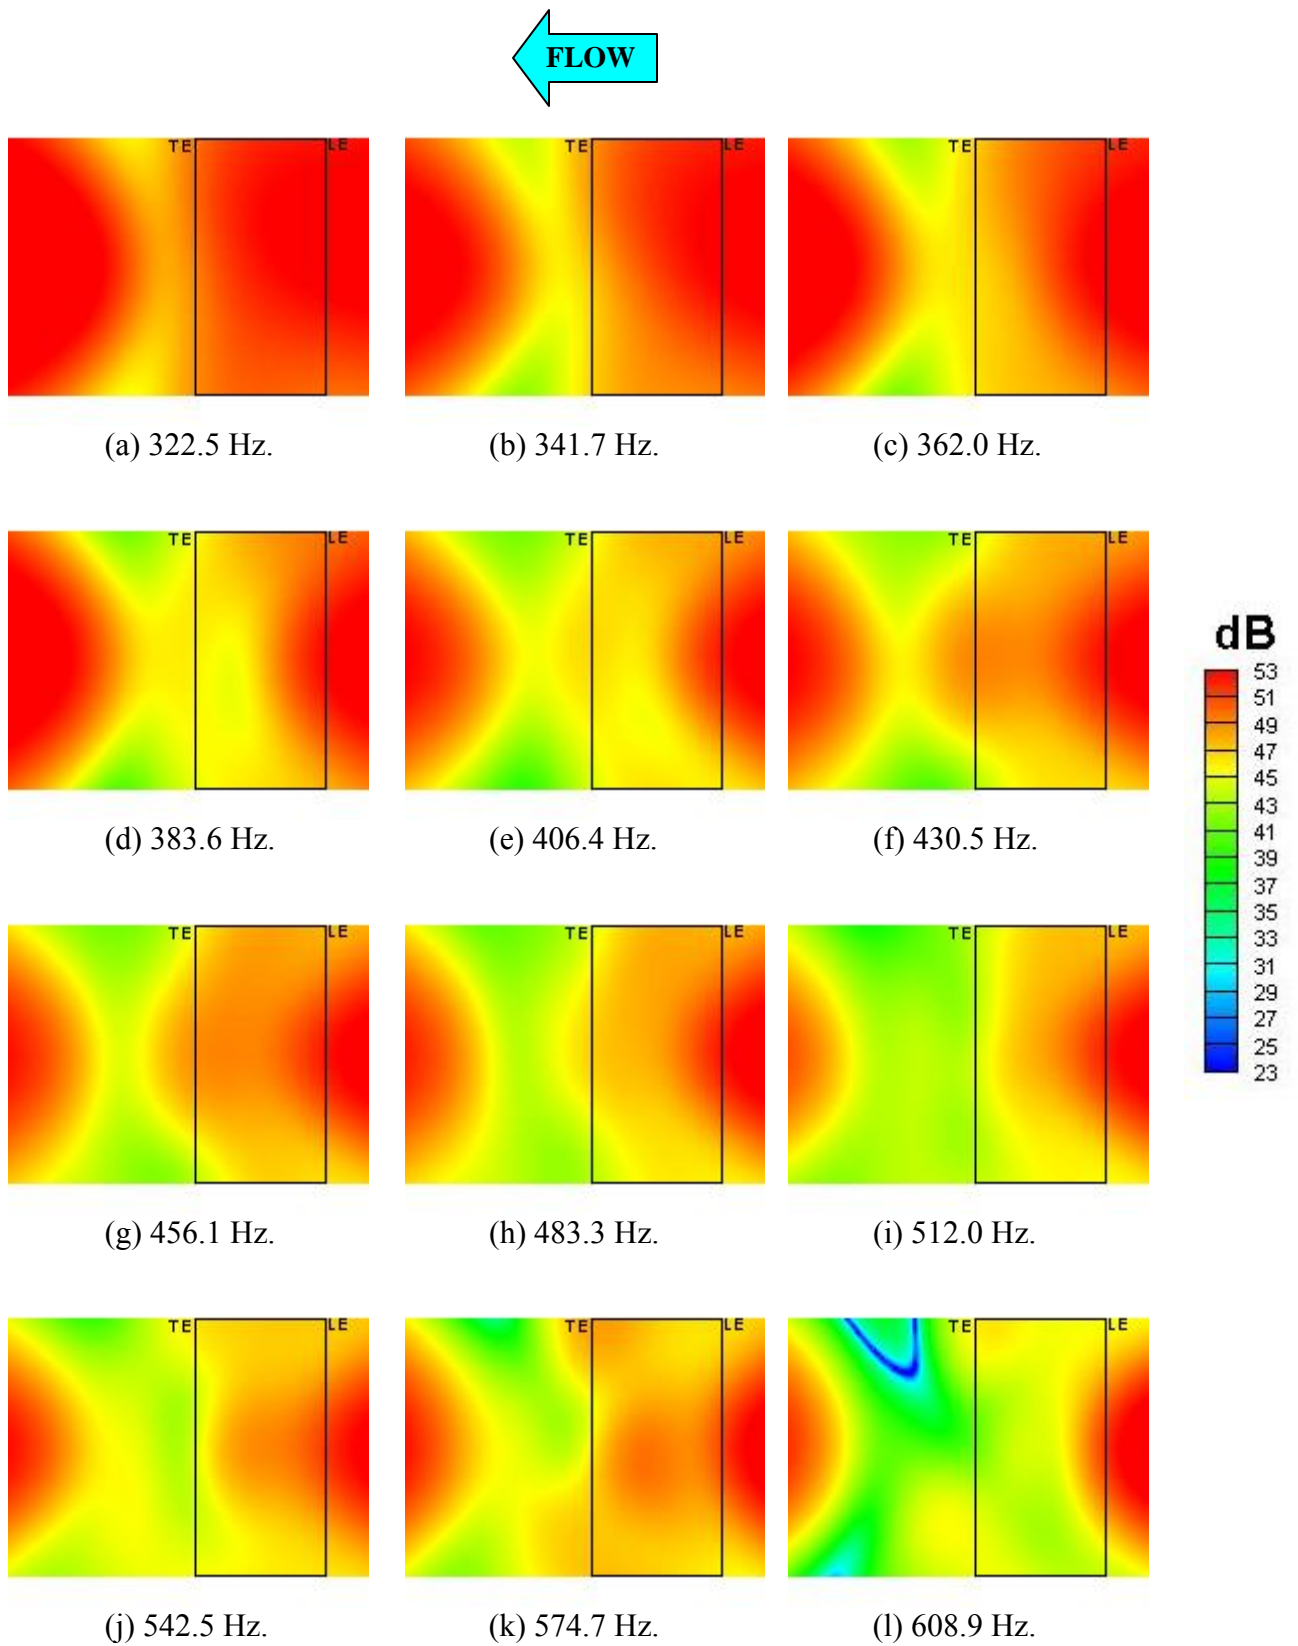 FLOW
TE LE TE LE TE LE
(a) 322.5 Hz. (b) 341.7 Hz. (c) 362.0 Hz.
TE LE TE LE TE LE
(d) 383.6 Hz. (e) 406.4 Hz. (f) 430.5 Hz.
dB
53
51
49
47
45
43
41
39
37
35
33
31
29
27
25
23
TE LE TE LE TE LE
(g) 456.1 Hz. (h) 483.3 Hz. (i) 512.0 Hz.
TE LE TE LE TE LE
(j) 542.5 Hz. (k) 574.7 Hz. (l) 608.9 Hz.